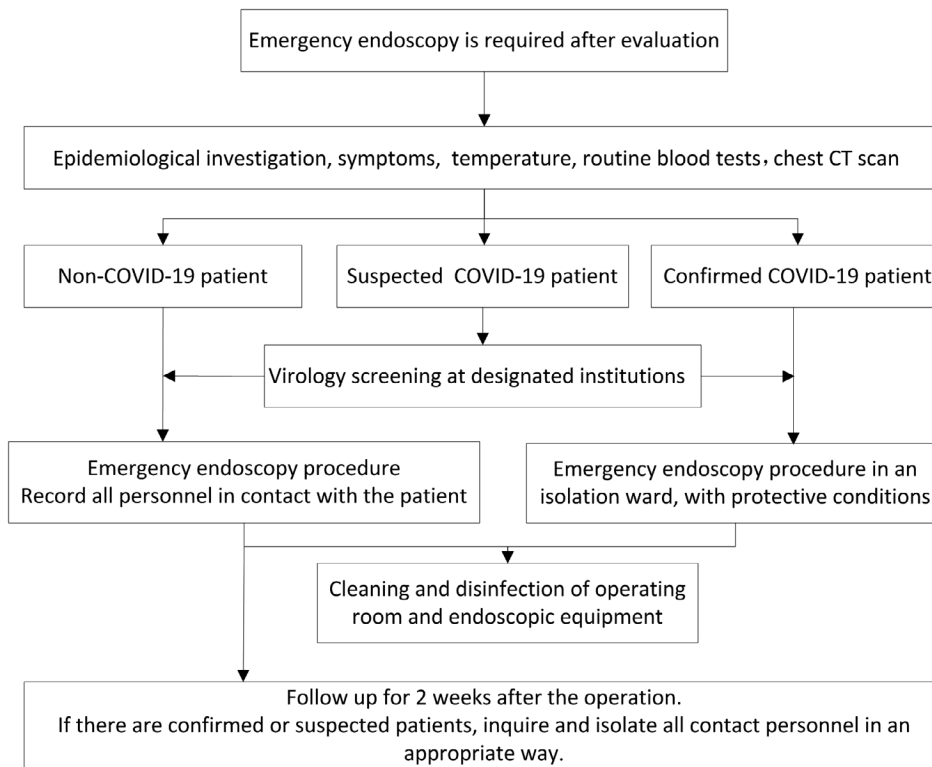 Emergency endoscopy is required after evaluation
Epidemiological investigation, symptoms, temperature, routine blood tests，chest CT scan
Non-COVID-19 patient
Suspected COVID-19 patient
Confirmed COVID-19 patient
Virology screening at designated institutions
Emergency endoscopy procedure
Record all personnel in contact with the patient
Emergency endoscopy procedure in an
isolation ward, with protective conditions
Cleaning and disinfection of operating
room and endoscopic equipment
Follow up for 2 weeks after the operation.
If there are confirmed or suspected patients, inquire and isolate all contact personnel in an
appropriate way.